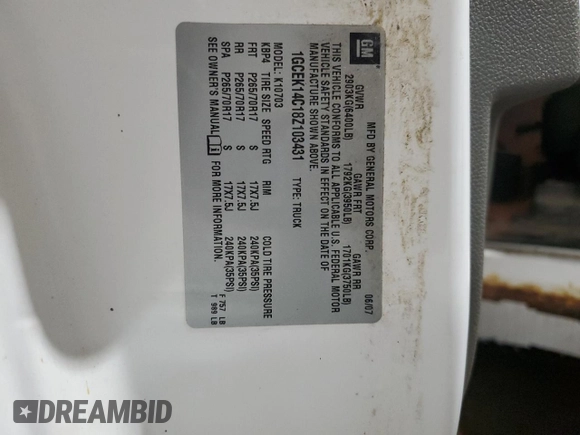 GM
MFD BY GENERAL MOTORS CORP.
06/07
GVWR GAWR FRT GAWR RR
2903KG(6400LB) 1792KG(3950LB) 1701KG(3750LB)
THIS VEHICLE CONFORMS TO ALL APPLICABLE U.S. FEDERAL MOTOR
VEHICLE SAFETY STANDARDS IN EFFECT ON THE DATE OF
MANUFACTURE SHOWN ABOVE.
1GCEK14C18Z103431 TYPE: TRUCK
MODEL: K10703
KBP4 TIRE SIZE SPEED RTG RIM COLD TIRE PRESSURE
FRT P265/70R17 S 17X7.5J 240KPA(35PSI)
RR P265/70R17 S 17X7.5J 240KPA(35PSI)
SPA P265/70R17 S 17X7.5J 240KPA(35PSI)
SEE OWNER'S MANUAL FOR MORE INFORMATION.
F 757 LB
T 989 LB
DREAMBID